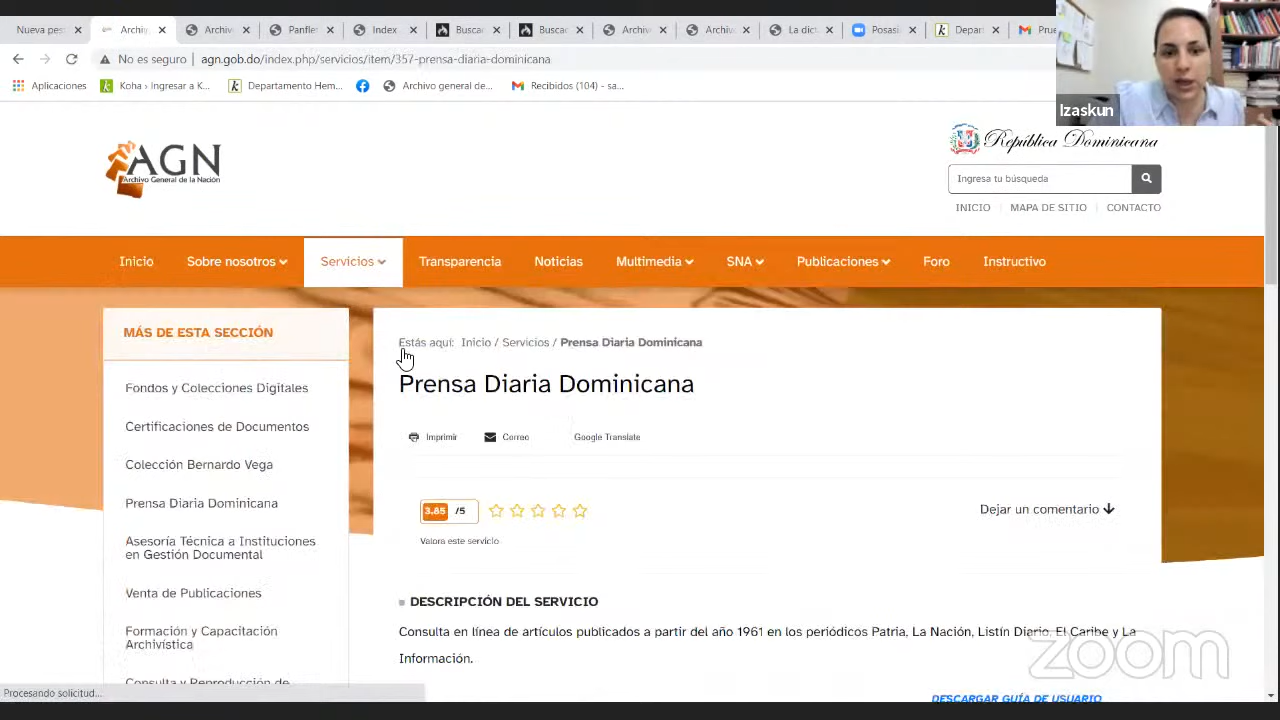 Nueva pes
Archiv
Archiv
Panfle
Index
Busca
Busca
Archiv
Archiv
La dict
Posasi
Depart
Prue
No es seguro | agn.gob.do/index.php/servicios/item/357-prensa-diaria-dominicana
Aplicaciones
Koha › Ingresar a K...
Departamento Hem...
Archivo general de...
Recibidos (104) - sa...
Izaskun
AGN
Archivo General de la Nación
República Dominicana
Ingresa tu búsqueda
INICIO | MAPA DE SITIO | CONTACTO
Inicio
Sobre nosotros
Servicios
Transparencia
Noticias
Multimedia
SNA
Publicaciones
Foro
Instructivo
MÁS DE ESTA SECCIÓN
Fondos y Colecciones Digitales
Certificaciones de Documentos
Colección Bernardo Vega
Prensa Diaria Dominicana
Asesoría Técnica a Instituciones
en Gestión Documental
Venta de Publicaciones
Formación y Capacitación
Archivística
Consulta y Reproducción de
Estás aquí: Inicio / Servicios / Prensa Diaria Dominicana
Prensa Diaria Dominicana
Imprimir
Correo
Google Translate
3.85 /5
Dejar un comentario
Valora este servicio
DESCRIPCIÓN DEL SERVICIO
Consulta en línea de artículos publicados a partir del año 1961 en los periódicos Patria, La Nación, Listín Diario, El Caribe y La
Información.
DESCARGAR GUÍA DE USUARIO
Procesando solicitud...
zoom